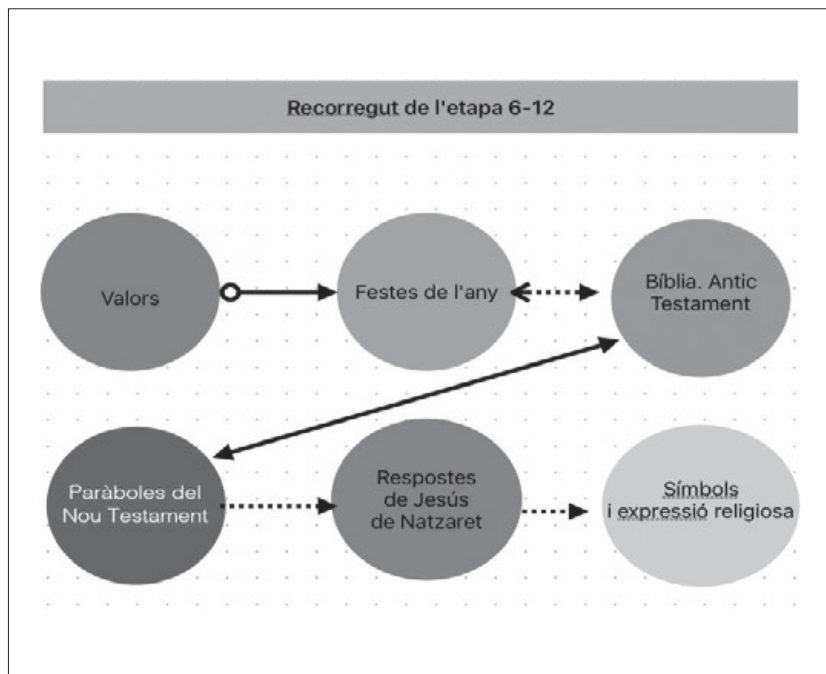 Recorregut de l'etapa 6-12
Valors
Festes de l'any
Bíblia. Antic
Testament
Paràboles del
Nou Testament
Respostes
de Jesús
de Natzaret
Símbols
i expressió religiosa